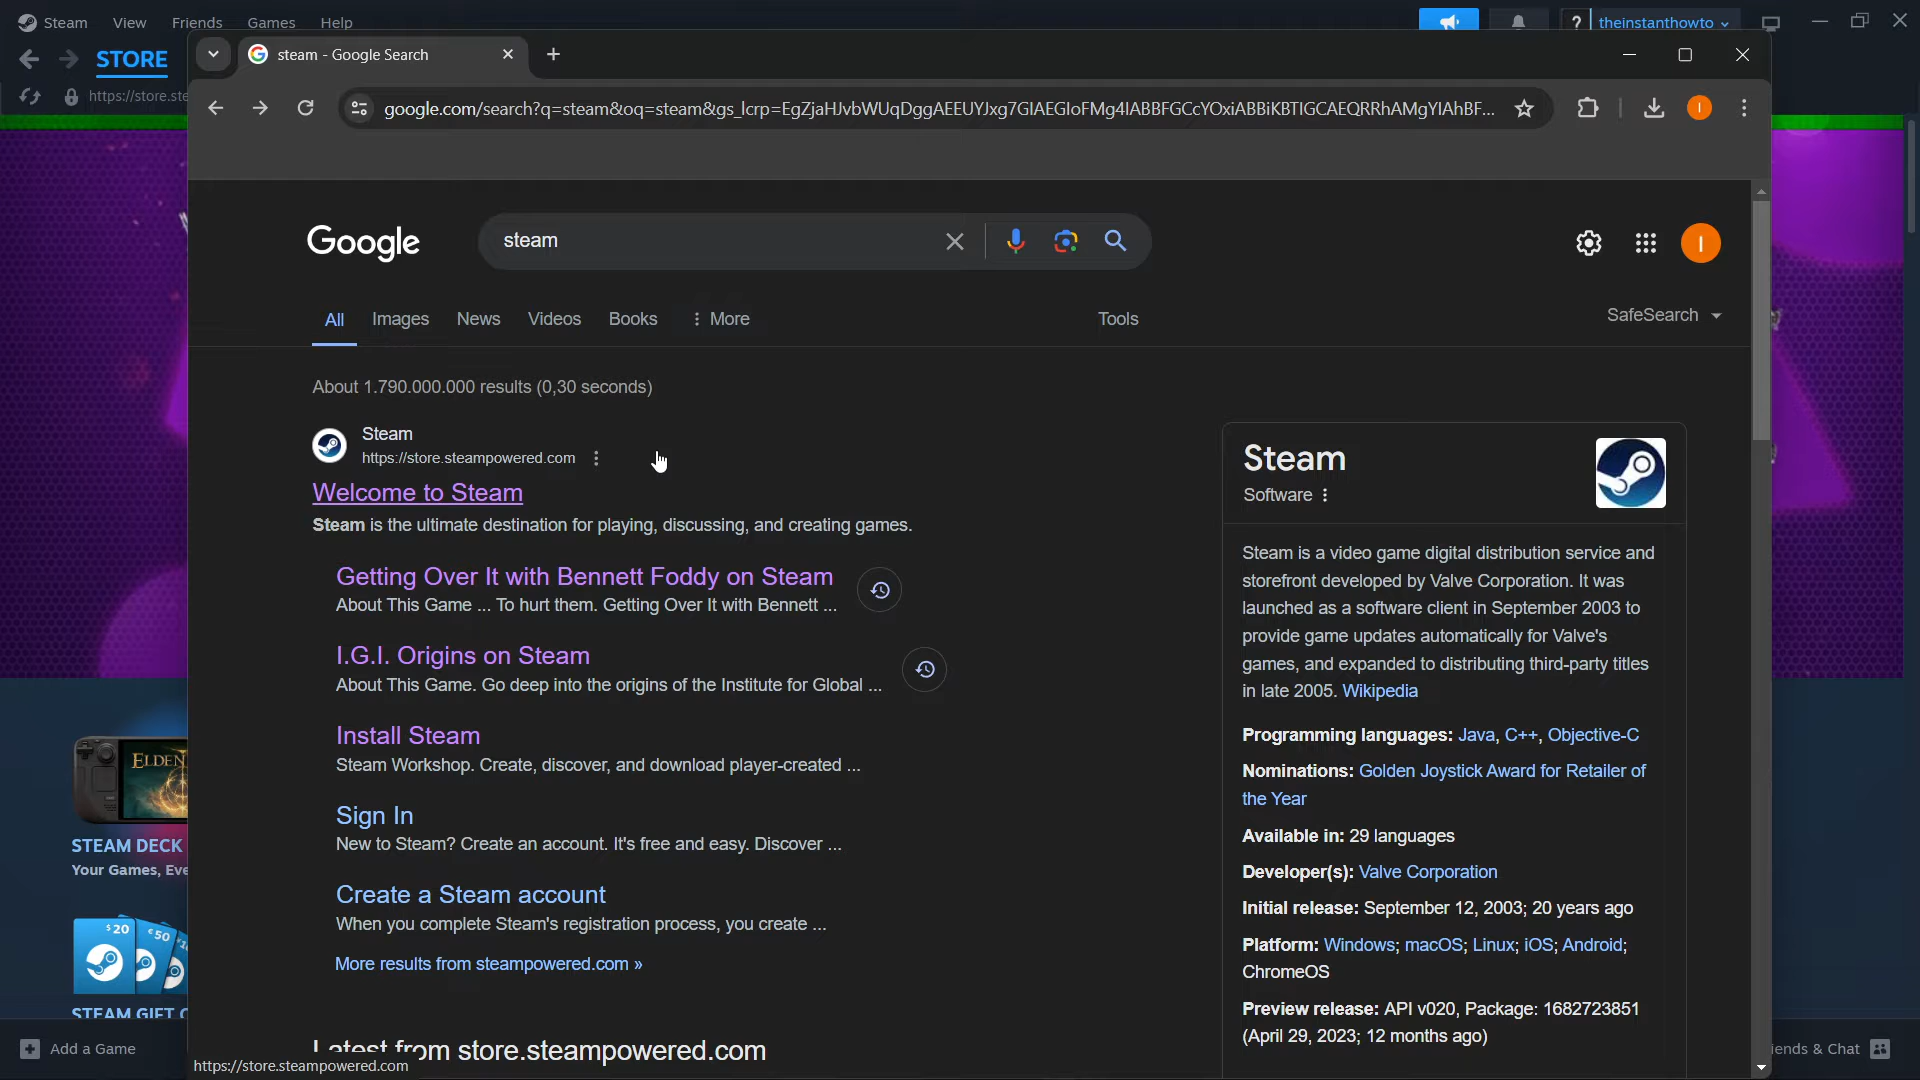 Steam View Friends Games Help
? theinstanthowto
STORE
https://store.ste
steam - Google Search
google.com/search?q=steam&oq=steam&gs_lcrp=EgZjaHJvbWUqDggAEEUYJxg7GIAEGIoFMg4IABBFGCcYOxiABBiKBTIGCAEQRRhAMgYIAhBF...
I
Google
steam
I
All Images News Videos Books More Tools SafeSearch
About 1.790.000.000 results (0,30 seconds)
Steam
https://store.steampowered.com
Welcome to Steam
Steam is the ultimate destination for playing, discussing, and creating games.
Getting Over It with Bennett Foddy on Steam
About This Game ... To hurt them. Getting Over It with Bennett ...
I.G.I. Origins on Steam
About This Game. Go deep into the origins of the Institute for Global ...
Install Steam
Steam Workshop. Create, discover, and download player-created ...
Sign In
New to Steam? Create an account. It's free and easy. Discover ...
Create a Steam account
When you complete Steam's registration process, you create ...
More results from steampowered.com »
Latest from store.steampowered.com
https://store.steampowered.com
Steam
Software
Steam is a video game digital distribution service and
storefront developed by Valve Corporation. It was
launched as a software client in September 2003 to
provide game updates automatically for Valve's
games, and expanded to distributing third-party titles
in late 2005. Wikipedia
Programming languages: Java, C++, Objective-C
Nominations: Golden Joystick Award for Retailer of
the Year
Available in: 29 languages
Developer(s): Valve Corporation
Initial release: September 12, 2003; 20 years ago
Platform: Windows; macOS; Linux; iOS; Android;
ChromeOS
Preview release: API v020, Package: 1682723851
(April 29, 2023; 12 months ago)
ELDEN
STEAM DECK
Your Games, Eve
$20 €50
STEAM GIFT C
Add a Game
iends & Chat